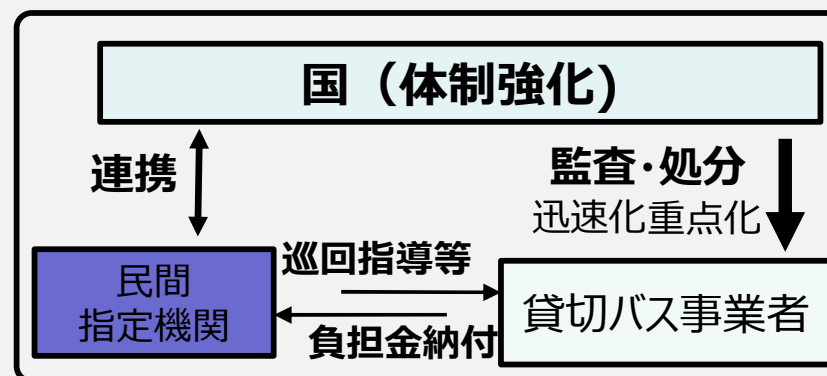 国（体制強化)
連携
監査・処分
迅速化重点化
巡回指導等
民間
指定機関
貸切バス事業者
負担金納付